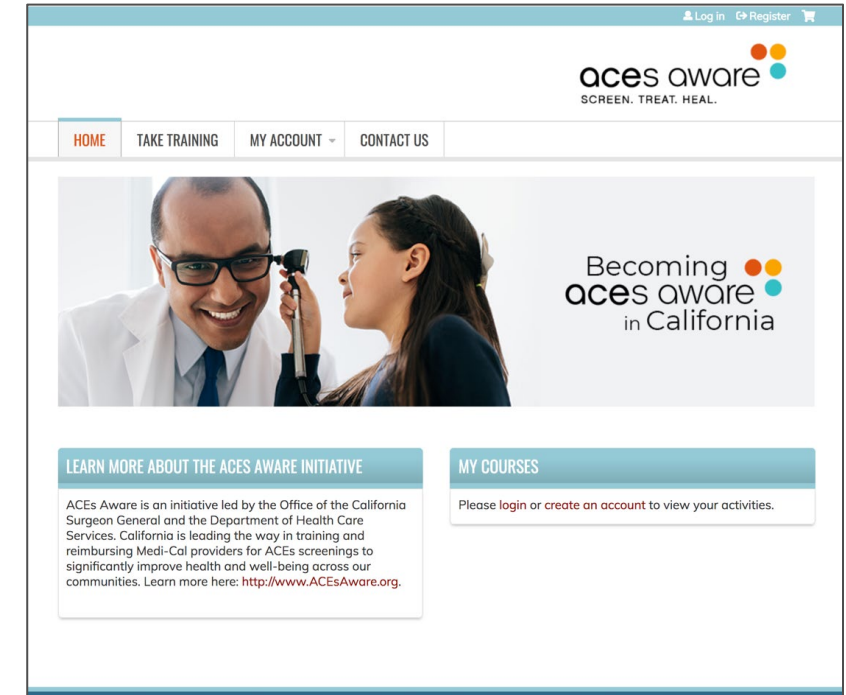 Log in Register
aces aware
SCREEN. TREAT. HEAL.
HOME TAKE TRAINING MY ACCOUNT CONTACT US
Becoming
aces aware
in California
LEARN MORE ABOUT THE ACES AWARE INITIATIVE
ACEs Aware is an initiative led by the Office of the California
Surgeon General and the Department of Health Care
Services. California is leading the way in training and
reimbursing Medi-Cal providers for ACEs screenings to
significantly improve health and well-being across our
communities. Learn more here: http://www.ACEsAware.org.
MY COURSES
Please login or create an account to view your activities.